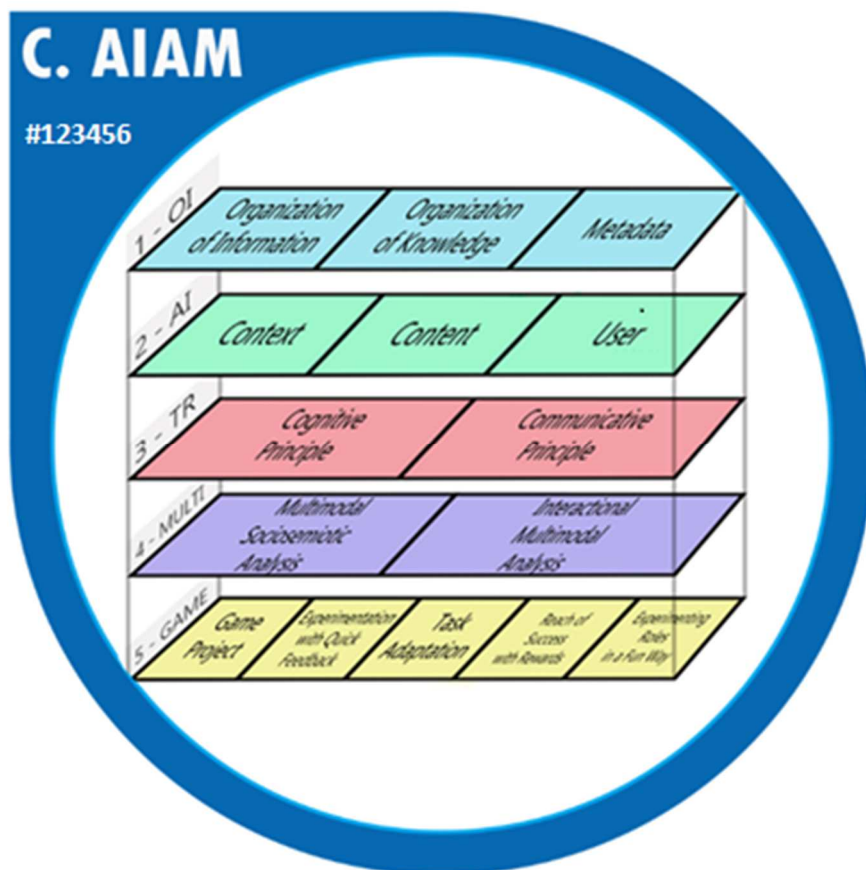 C. AIAM
#123456
1 - OI
Organization
of Information
Organization
of Knowledge
Metadata
2 - AI
Context
Content
User
3 - TR
Cognitive
Principle
Communicative
Principle
4 - MULTI
Multimodal
Sociosemiotic
Analysis
Interactional
Multimodal
Analysis
5 - GAME
Game
Project
Experimentation
with Quick
Feedback
Task
Adaptation
Reach of
Success
with Rewards
Experimenting
Roles
in a Fun Way